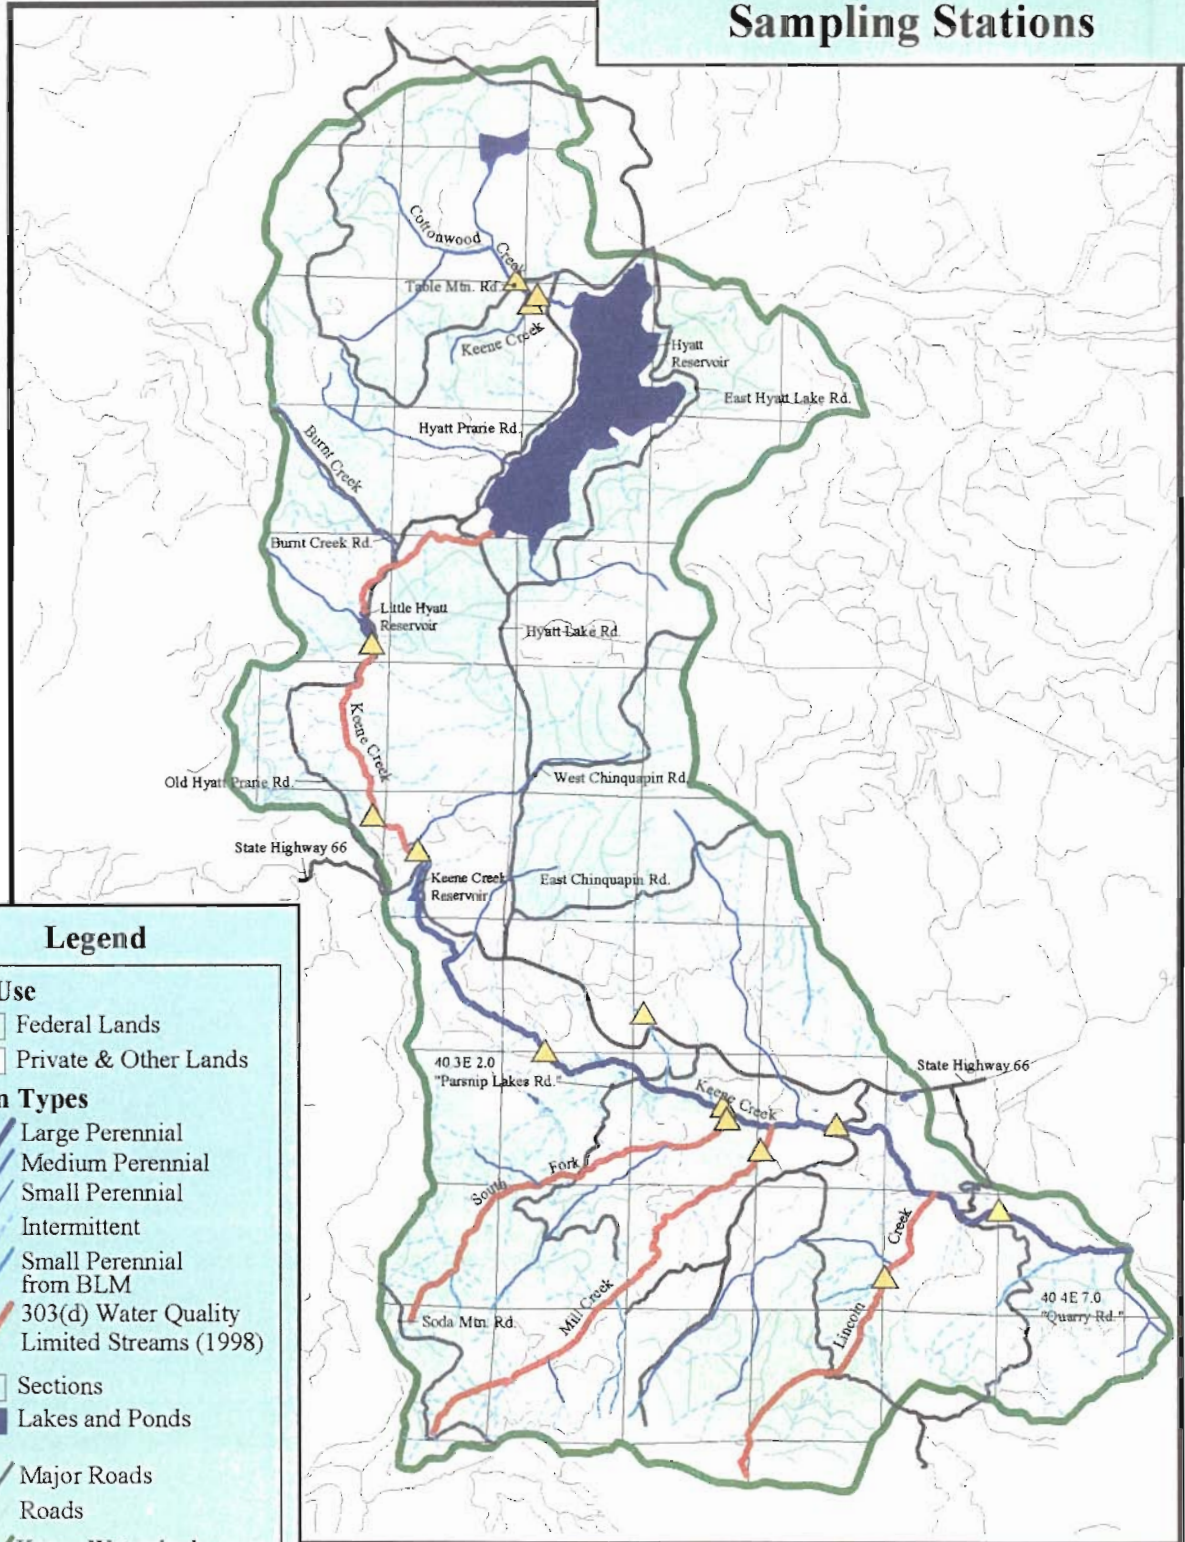 Sampling Stations
Cottonwood
Creek
Table Mtn. Rd.
Keene Creek
Hyatt
Reservoir
East Hyatt Lake Rd.
Hyatt Prarie Rd.
Burnt Creek
Burnt Creek Rd.
Little Hyatt
Reservoir
Hyatt Lake Rd.
Keene Creek
Old Hyatt Prarie Rd.
West Chinquapin Rd.
State Highway 66
Keene Creek
Reservoir
East Chinquapin Rd.
40 3E 2.0
"Parsnip Lakes Rd."
State Highway 66
Keene Creek
South
Fork
Creek
Lincoln
Mill Creek
Soda Mtn. Rd.
40 4E 7.0
"Quarry Rd."
Legend
Use
Federal Lands
Private & Other Lands
Types
Large Perennial
Medium Perennial
Small Perennial
Intermittent
Small Perennial
from BLM
303(d) Water Quality
Limited Streams (1998)
Sections
Lakes and Ponds
Major Roads
Roads